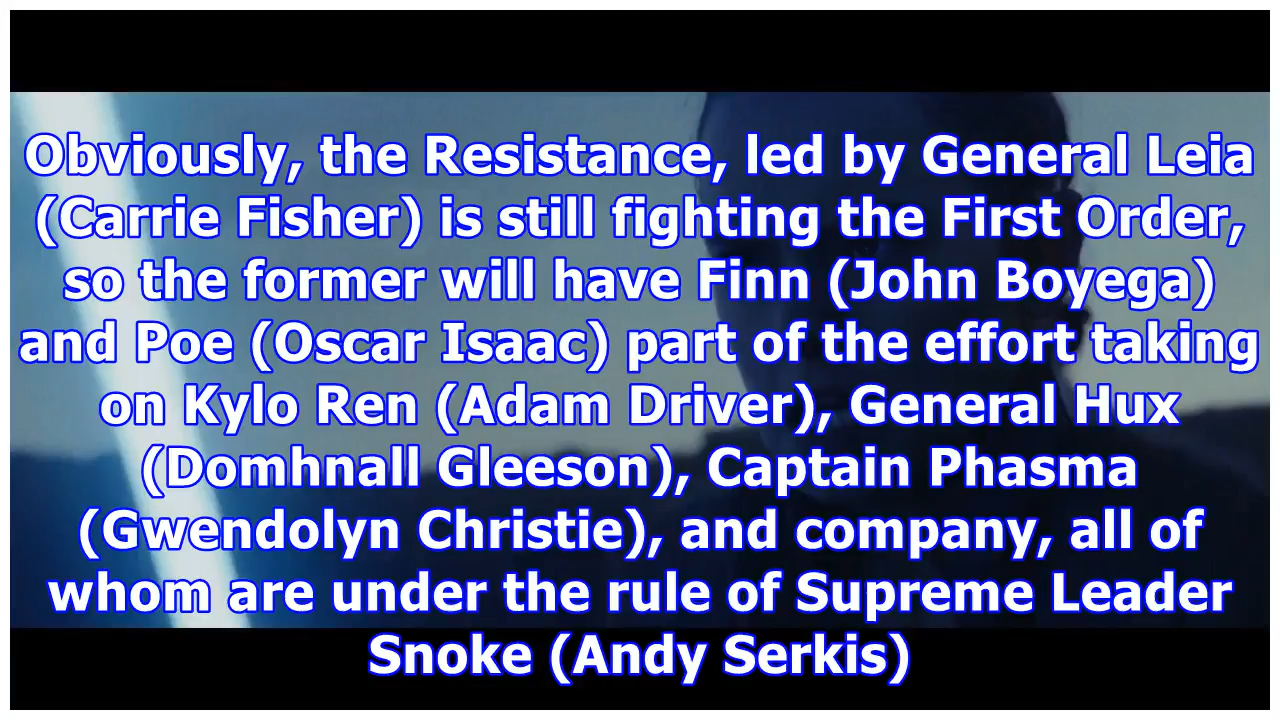 Obviously, the Resistance, led by General Leia
(Carrie Fisher) is still fighting the First Order,
so the former will have Finn (John Boyega)
and Poe (Oscar Isaac) part of the effort taking
on Kylo Ren (Adam Driver), General Hux
(Domhnall Gleeson), Captain Phasma
(Gwendolyn Christie), and company, all of
whom are under the rule of Supreme Leader
Snoke (Andy Serkis)